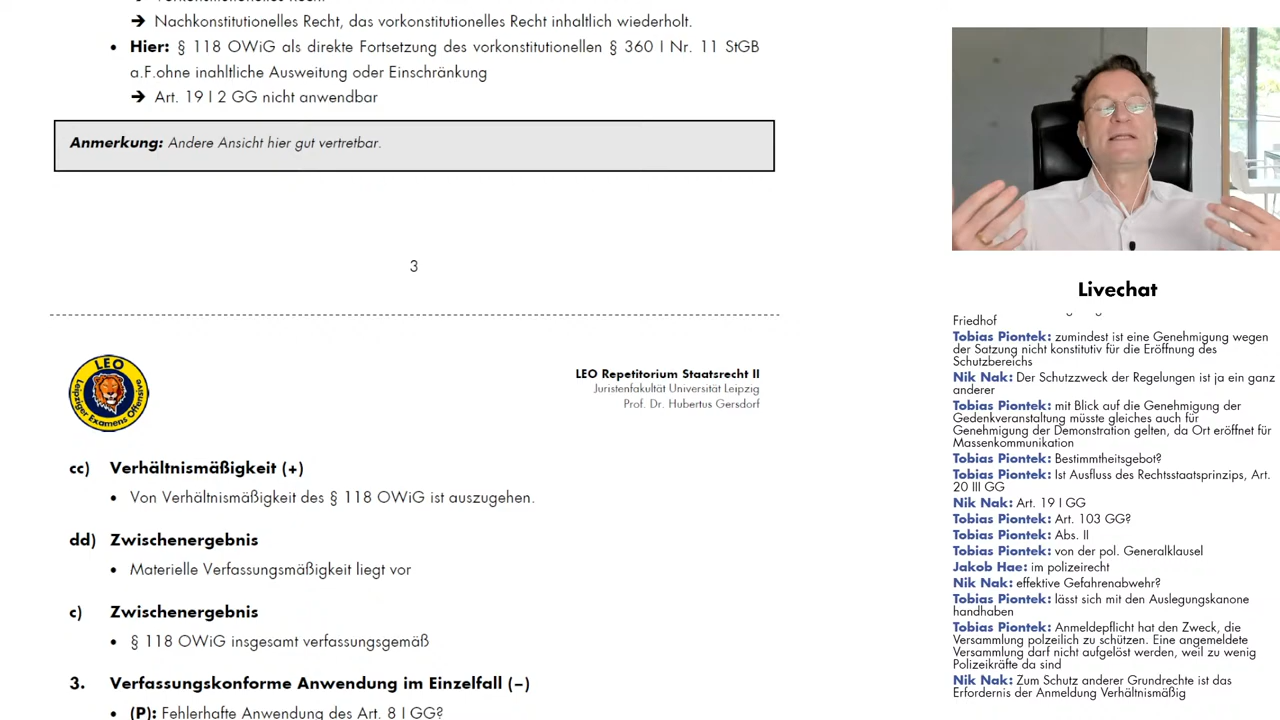 ➔ Nachkonstitutionelles Recht, das vorkonstitutionelles Recht inhaltlich wiederholt.
• Hier: § 118 OWiG als direkte Fortsetzung des vorkonstitutionellen § 360 I Nr. 11 StGB
a.F.ohne inahltliche Ausweitung oder Einschränkung
➔ Art. 19 I 2 GG nicht anwendbar
Anmerkung: Andere Ansicht hier gut vertretbar.
3
LEO
Leipziger Examens Offensive
LEO Repetitorium Staatsrecht II
Juristenfakultät Universität Leipzig
Prof. Dr. Hubertus Gersdorf
cc) Verhältnismäßigkeit (+)
• Von Verhältnismäßigkeit des § 118 OWiG ist auszugehen.
dd) Zwischenergebnis
• Materielle Verfassungsmäßigkeit liegt vor
c) Zwischenergebnis
• § 118 OWiG insgesamt verfassungsgemäß
3. Verfassungskonforme Anwendung im Einzelfall (–)
• (P): Fehlerhafte Anwendung des Art. 8 I GG?
Livechat
Friedhof
Tobias Piontek: zumindest ist eine Genehmigung wegen
der Satzung nicht konstitutiv für die Eröffnung des
Schutzbereichs
Nik Nak: Der Schutzzweck der Regelungen ist ja ein ganz
anderer
Tobias Piontek: mit Blick auf die Genehmigung der
Gedenkveranstaltung müsste gleiches auch für
Genehmigung der Demonstration gelten, da Ort eröffnet für
Massenkommunikation
Tobias Piontek: Bestimmtheitsgebot?
Tobias Piontek: Ist Ausfluss des Rechtsstaatsprinzips, Art.
20 III GG
Nik Nak: Art. 19 I GG
Tobias Piontek: Art. 103 GG?
Tobias Piontek: Abs. II
Tobias Piontek: von der pol. Generalklausel
Jakob Hae: im polizeirecht
Nik Nak: effektive Gefahrenabwehr?
Tobias Piontek: lässt sich mit den Auslegungskanone
handhaben
Tobias Piontek: Anmeldepflicht hat den Zweck, die
Versammlung polzeilich zu schützen. Eine angemeldete
Versammlung darf nicht aufgelöst werden, weil zu wenig
Polizeikräfte da sind
Nik Nak: Zum Schutz anderer Grundrechte ist das
Erfordernis der Anmeldung Verhältnismäßig